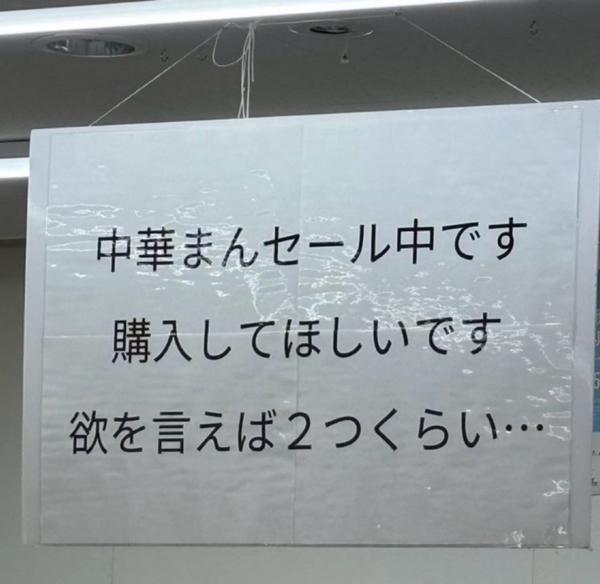 中華まんセール中です
購入してほしいです
欲を言えば２つくらい…